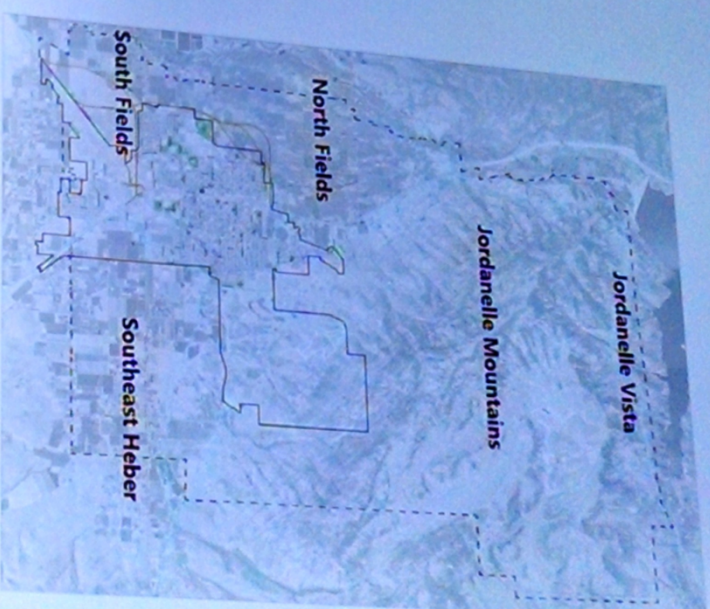 Jordanelle Vista
Jordanelle Mountains
North Fields
South Fields
Southeast Heber